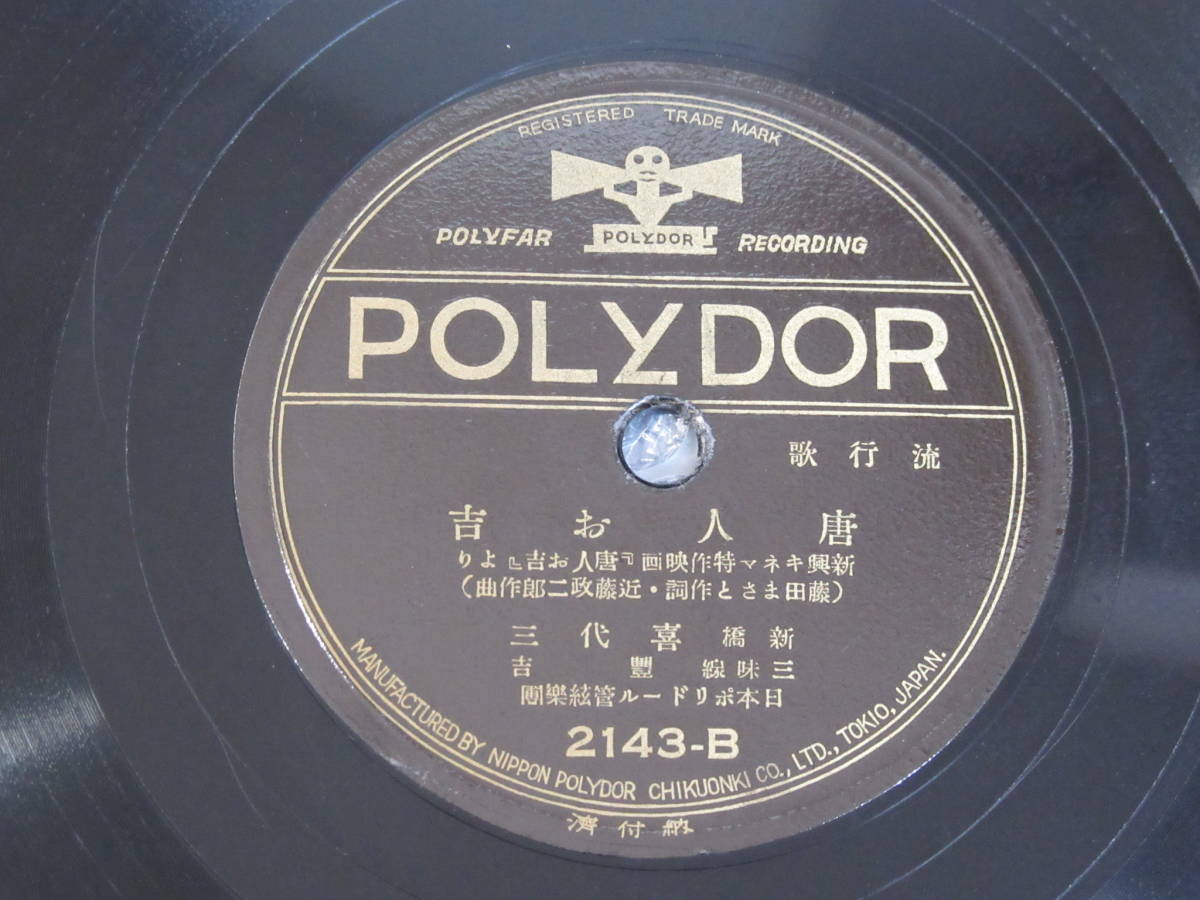 REGISTERED TRADE MARK
POLYFAR POLYDOR RECORDING
POLYDOR
流行歌
唐人お吉
新興キネマ特作映画『唐人お吉』より
(藤田まさと作詞・近藤政二郎作曲)
新橋 喜代三
三味線 豐吉
日本ポリドール管絃樂團
2143-B
MANUFACTURED BY NIPPON POLYDOR CHIKUONKI CO., LTD., TOKIO, JAPAN.
納付濟